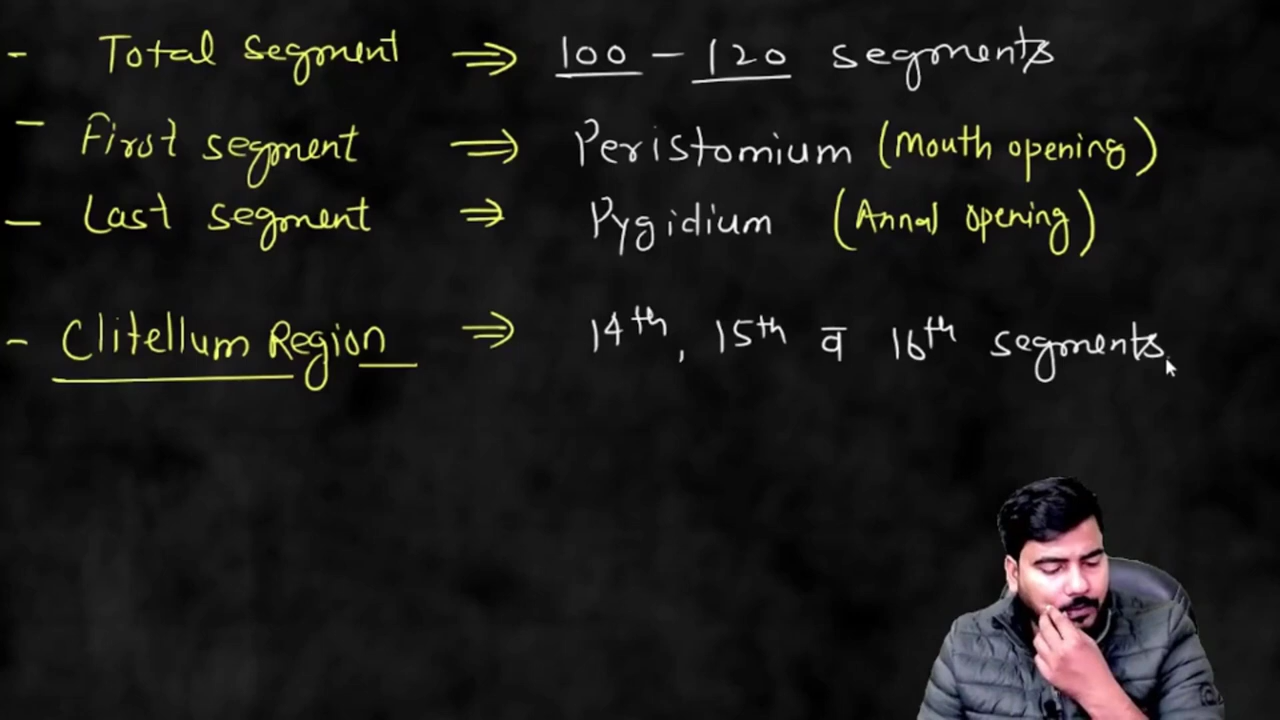 - Total segment ⇒ 100 - 120 segments
- First segment ⇒ Peristomium (Mouth opening)
- Last segment ⇒ Pygidium (Annal opening)
- Clitellum Region ⇒ 14th, 15th व 16th segments.